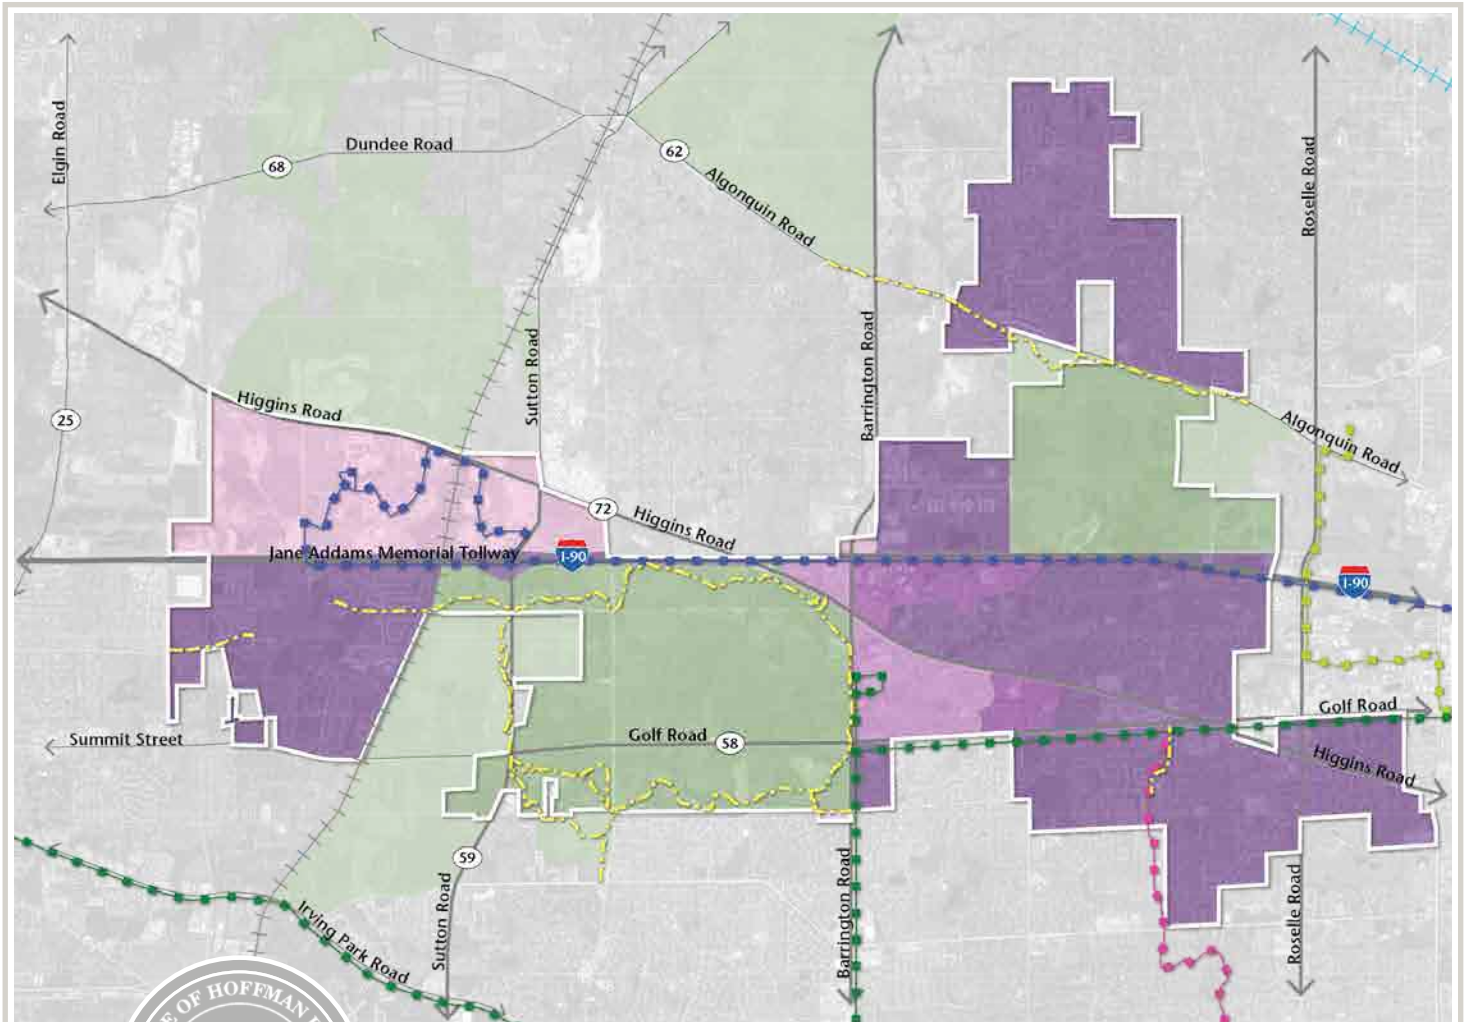 Elgin Road
Dundee Road
68
62
Algonquin Road
Roselle Road
Sutton Road
Barrington Road
Higgins Road
25
Algonquin Road
72
Higgins Road
Jane Addams Memorial Tollway
I-90
I-90
Golf Road
Summit Street
Golf Road
58
Higgins Road
59
Sutton Road
Barrington Road
Roselle Road
Irving Park Road
OF HOFFMAN